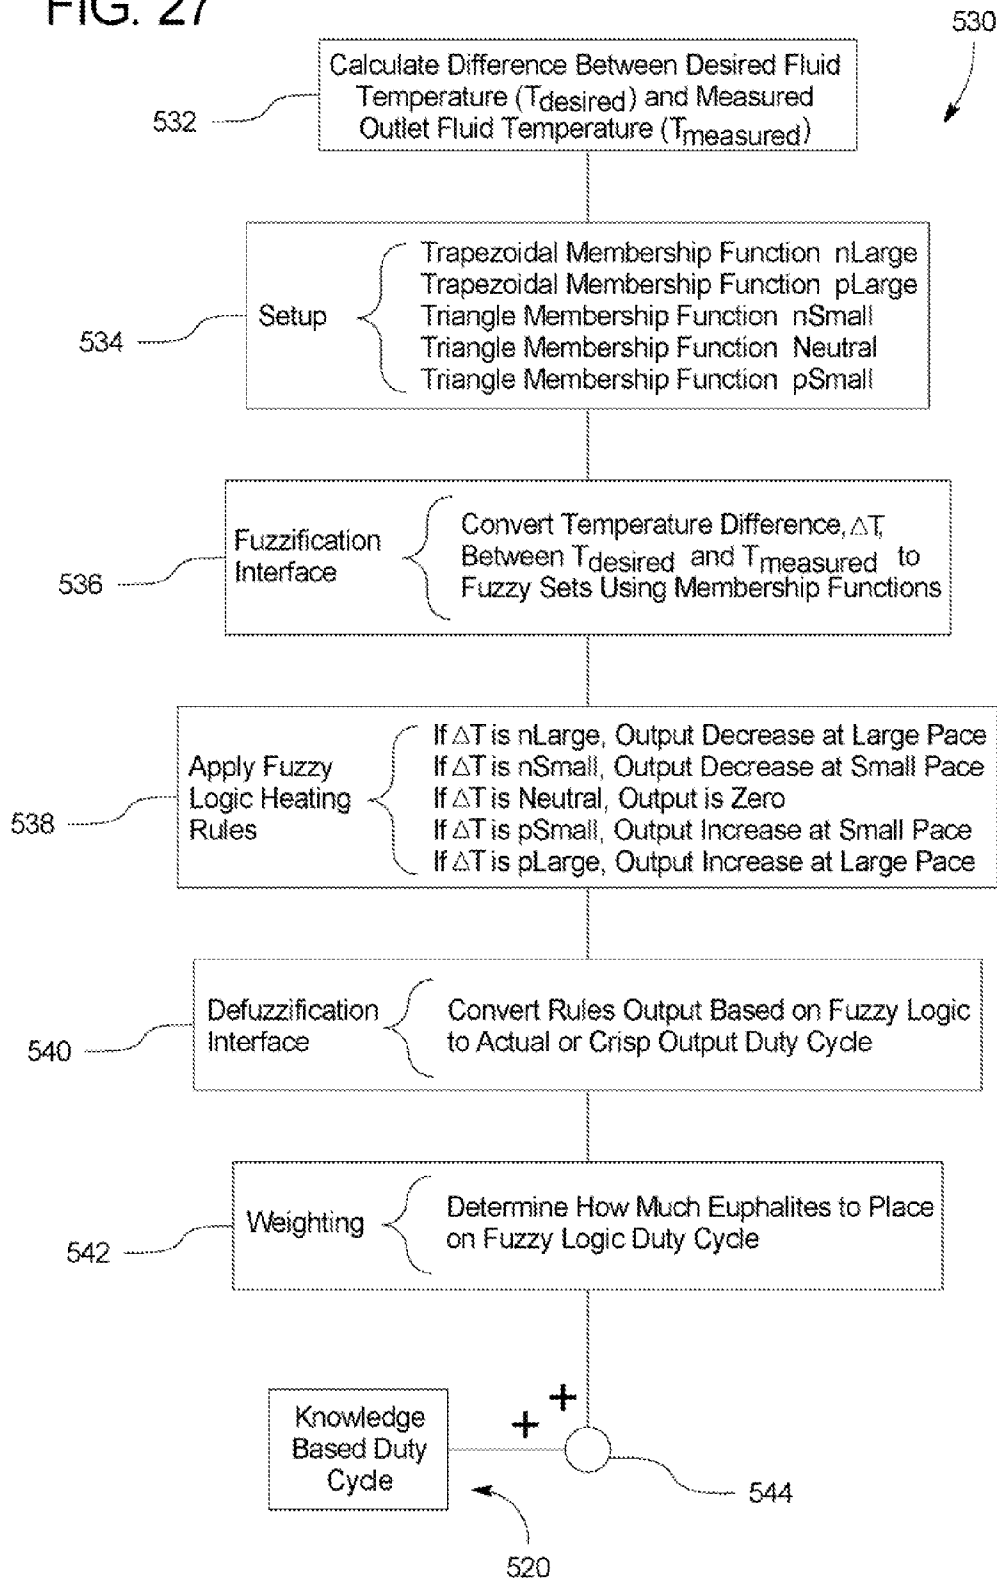 FIG. 27
530
Calculate Difference Between Desired Fluid
Temperature (Tdesired) and Measured
Outlet Fluid Temperature (Tmeasured)
532
Setup
Trapezoidal Membership Function nLarge
Trapezoidal Membership Function pLarge
Triangle Membership Function nSmall
Triangle Membership Function Neutral
Triangle Membership Function pSmall
534
Fuzzification
Interface
Convert Temperature Difference, △T,
Between Tdesired and Tmeasured to
Fuzzy Sets Using Membership Functions
536
Apply Fuzzy
Logic Heating
Rules
If △T is nLarge, Output Decrease at Large Pace
If △T is nSmall, Output Decrease at Small Pace
If △T is Neutral, Output is Zero
If △T is pSmall, Output Increase at Small Pace
If △T is pLarge, Output Increase at Large Pace
538
Defuzzification
Interface
Convert Rules Output Based on Fuzzy Logic
to Actual or Crisp Output Duty Cycle
540
Weighting
Determine How Much Euphalites to Place
on Fuzzy Logic Duty Cycle
542
+
+
Knowledge
Based Duty
Cycle
544
520